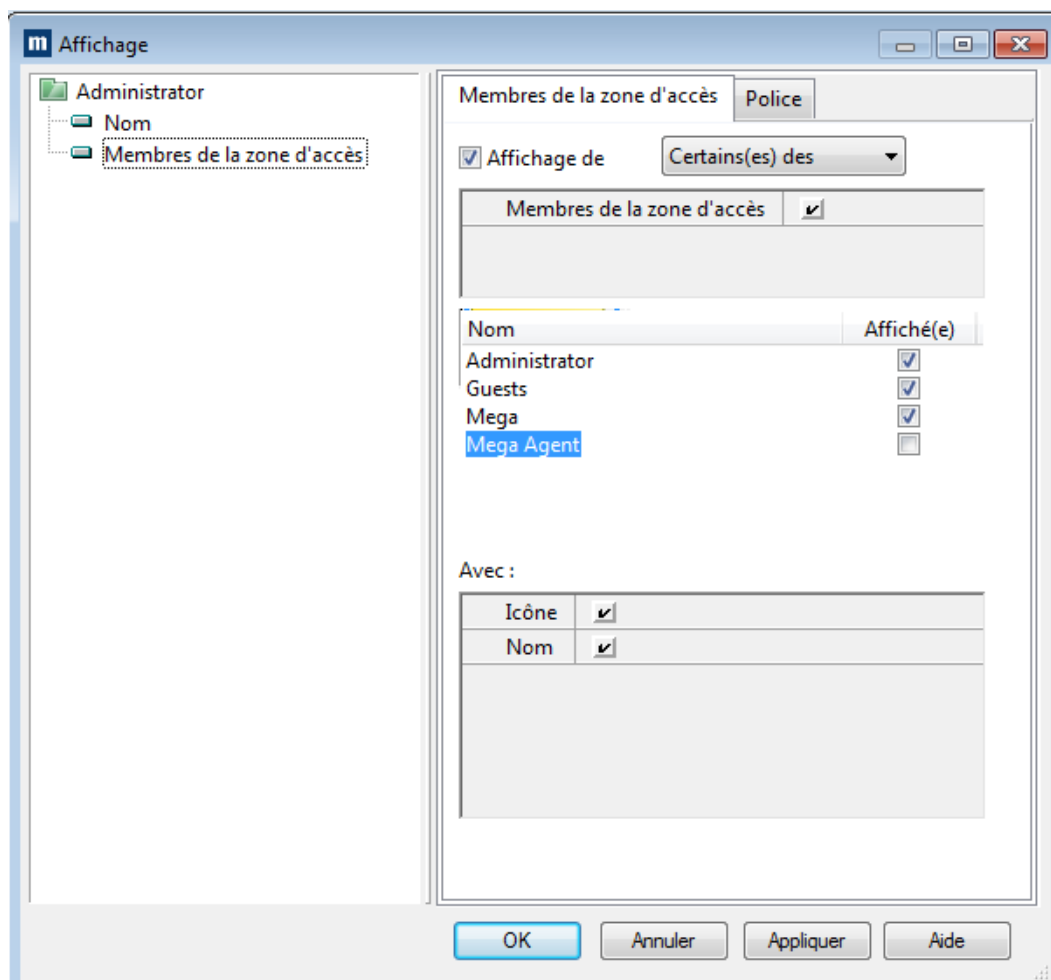 m Affichage
Administrator
Nom
Membres de la zone d'accès
Membres de la zone d'accès Police
Affichage de Certains(es) des
Membres de la zone d'accès
Nom Affiché(e)
Administrator
Guests
Mega
Mega Agent
Avec :
Icône
Nom
OK Annuler Appliquer Aide